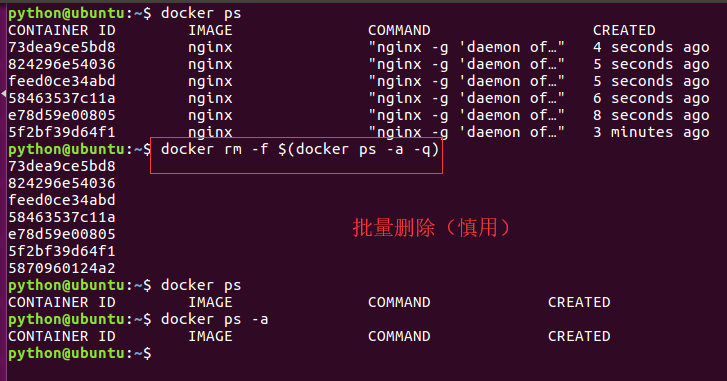 python@ubuntu:~$ docker ps
CONTAINER ID IMAGE COMMAND CREATED
73dea9ce5bd8 nginx "nginx -g 'daemon of…" 4 seconds ago
824296e54036 nginx "nginx -g 'daemon of…" 5 seconds ago
feed0ce34abd nginx "nginx -g 'daemon of…" 5 seconds ago
58463537c11a nginx "nginx -g 'daemon of…" 6 seconds ago
e78d59e00805 nginx "nginx -g 'daemon of…" 8 seconds ago
5f2bf39d64f1 nginx "nginx -g 'daemon of…" 3 minutes ago
python@ubuntu:~$ docker rm -f $(docker ps -a -q)
73dea9ce5bd8
824296e54036
feed0ce34abd
58463537c11a
批量删除（慎用）
e78d59e00805
5f2bf39d64f1
5870960124a2
python@ubuntu:~$ docker ps
CONTAINER ID IMAGE COMMAND CREATED
python@ubuntu:~$ docker ps -a
CONTAINER ID IMAGE COMMAND CREATED
python@ubuntu:~$